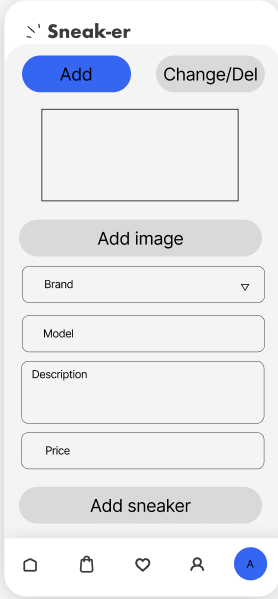 Sneak-er
Add
Change/Del
Add image
Brand
Model
Description
Price
Add sneaker
A